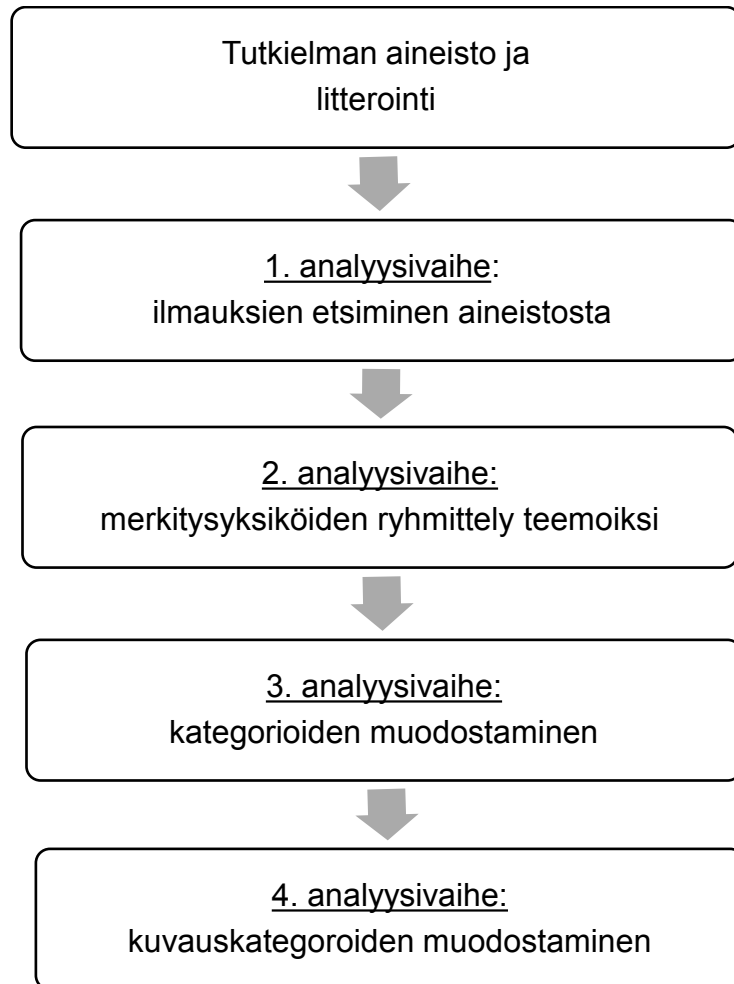 Tutkielman aineisto ja
litterointi
1. analyysivaihe:
ilmauksien etsiminen aineistosta
2. analyysivaihe:
merkitysyksiköiden ryhmittely teemoiksi
3. analyysivaihe:
kategorioiden muodostaminen
4. analyysivaihe:
kuvauskategoroiden muodostaminen